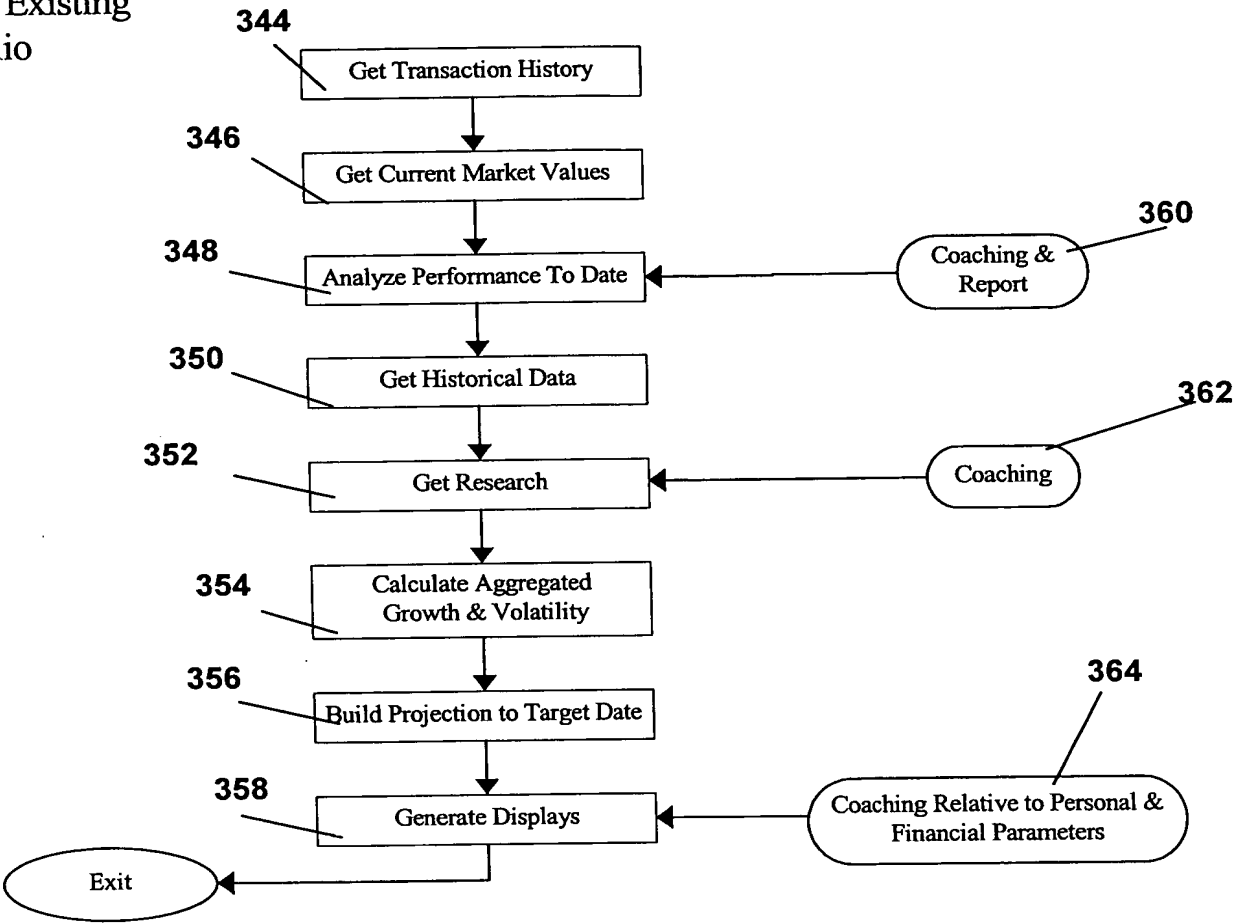 Existing
io
344
Get Transaction History
346
Get Current Market Values
348
Analyze Performance To Date
360
Coaching &
Report
350
Get Historical Data
362
352
Get Research
Coaching
354
Calculate Aggregated
Growth & Volatility
356
Build Projection to Target Date
364
358
Generate Displays
Coaching Relative to Personal &
Financial Parameters
Exit